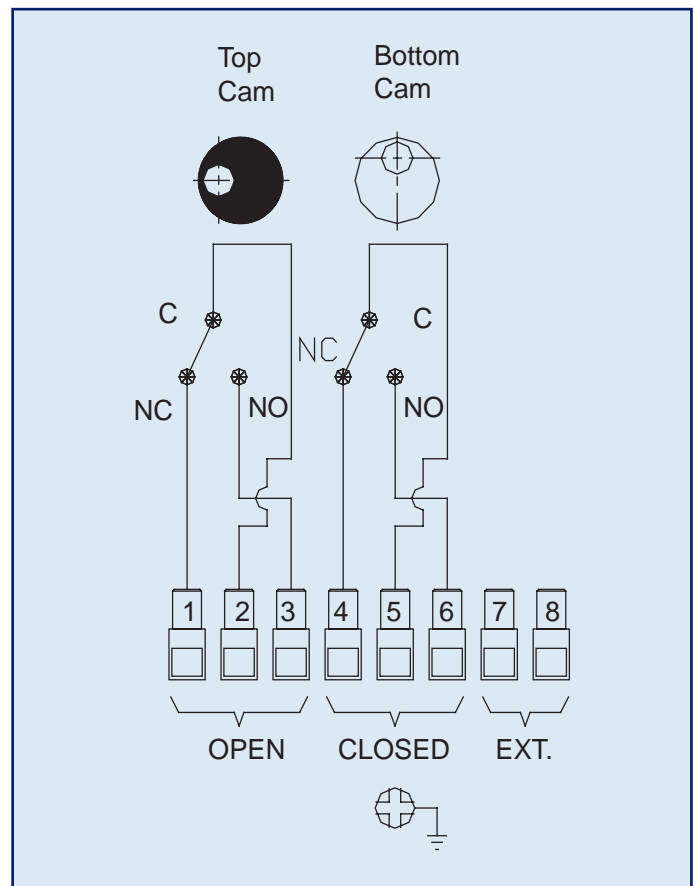 Top
Cam
Bottom
Cam
C
C
NC
NC
NO
NO
1 2 3 4 5 6 7 8
OPEN CLOSED EXT.